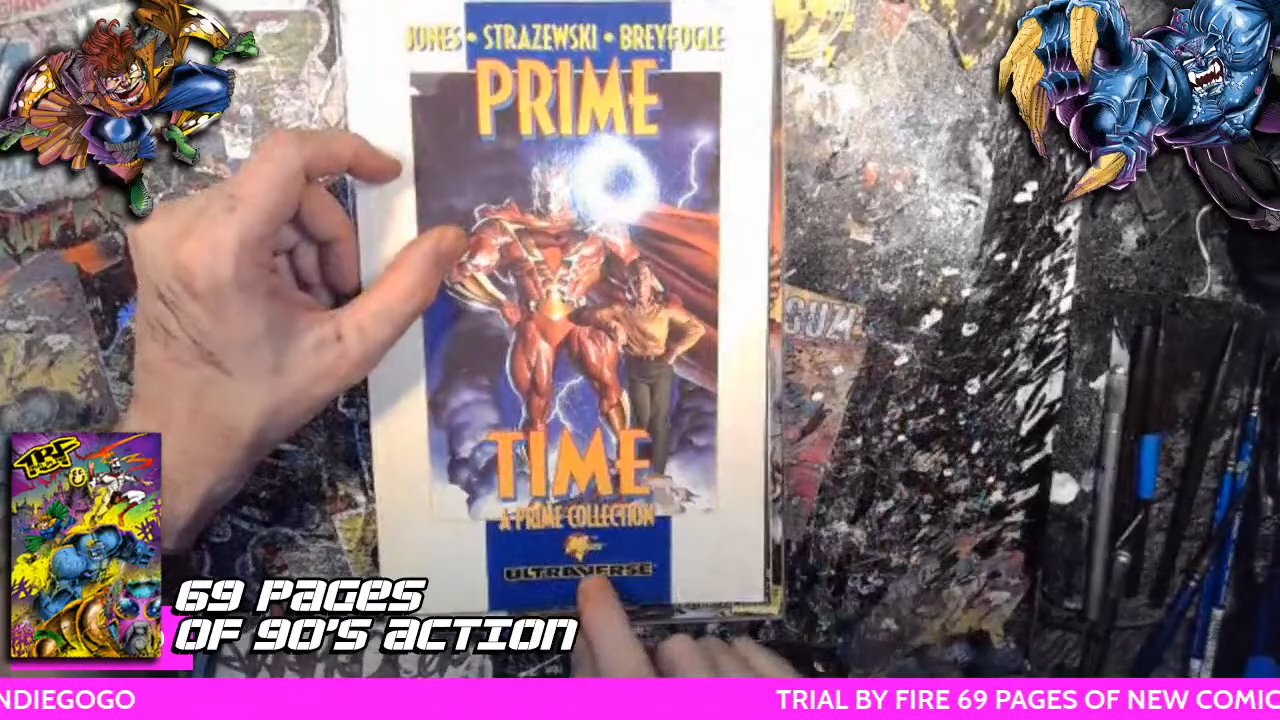 JONES • STRAZEWSKI • BREYFOGLE
PRIME
TIME
A PRIME COLLECTION
ULTRAVERSE
TRF
69 PAGES
OF 90'S ACTION
NDIEGOGO
TRIAL BY FIRE 69 PAGES OF NEW COMIC